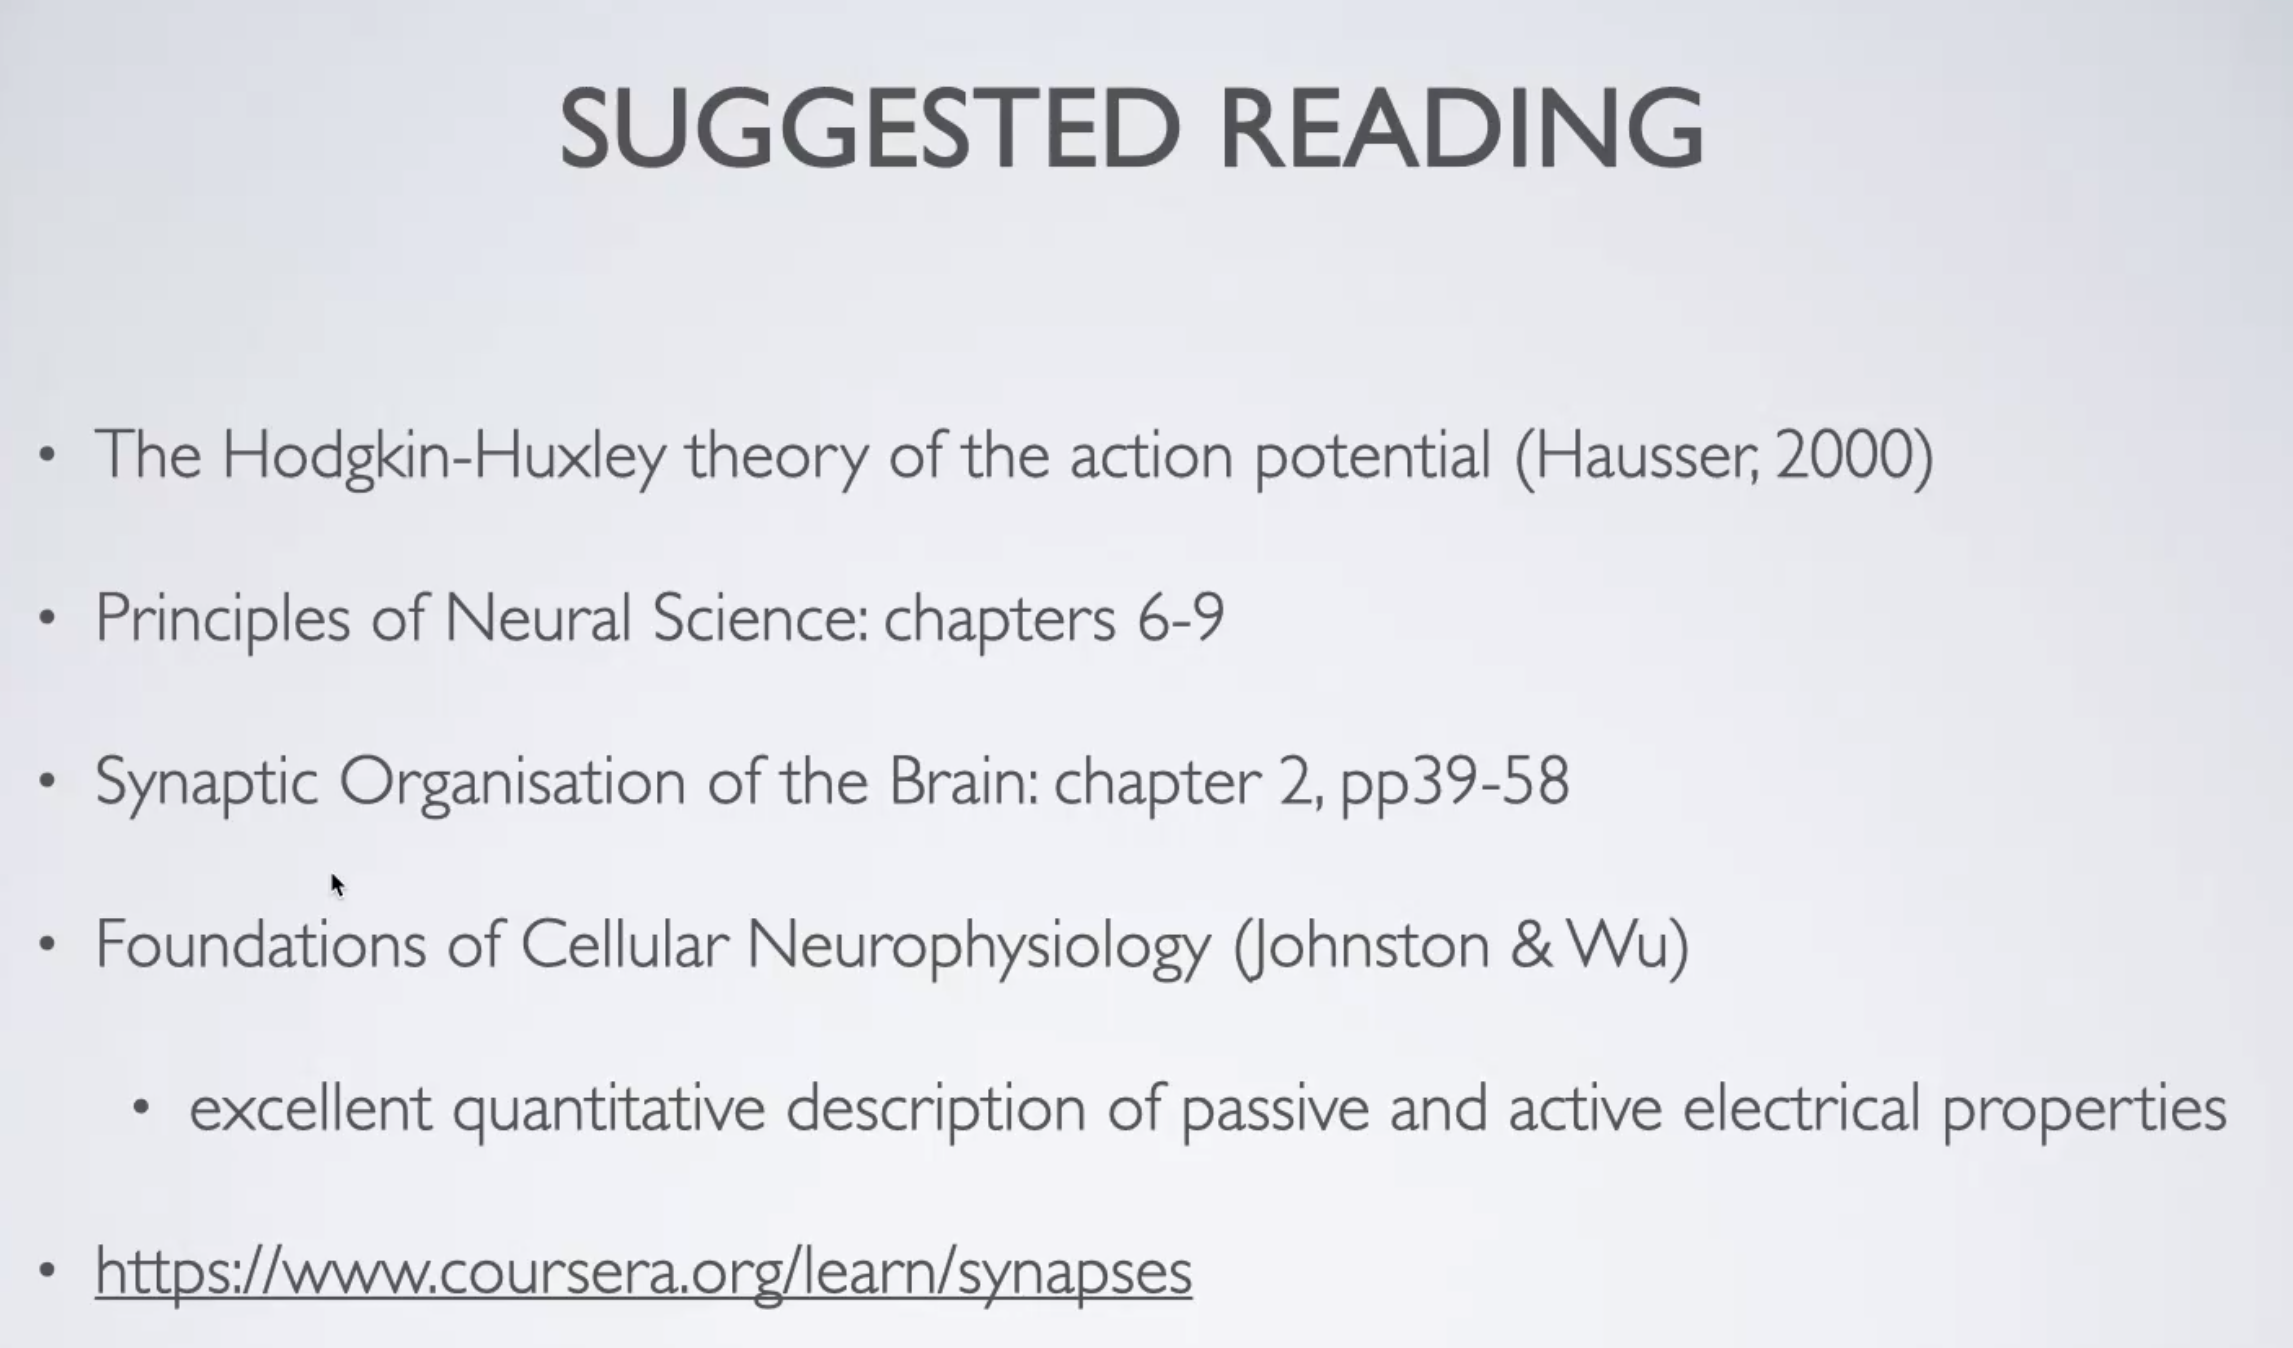 SUGGESTED READING
• The Hodgkin-Huxley theory of the action potential (Hausser, 2000)
• Principles of Neural Science: chapters 6-9
• Synaptic Organisation of the Brain: chapter 2, pp39-58
• Foundations of Cellular Neurophysiology (Johnston & Wu)
• excellent quantitative description of passive and active electrical properties
• https://www.coursera.org/learn/synapses